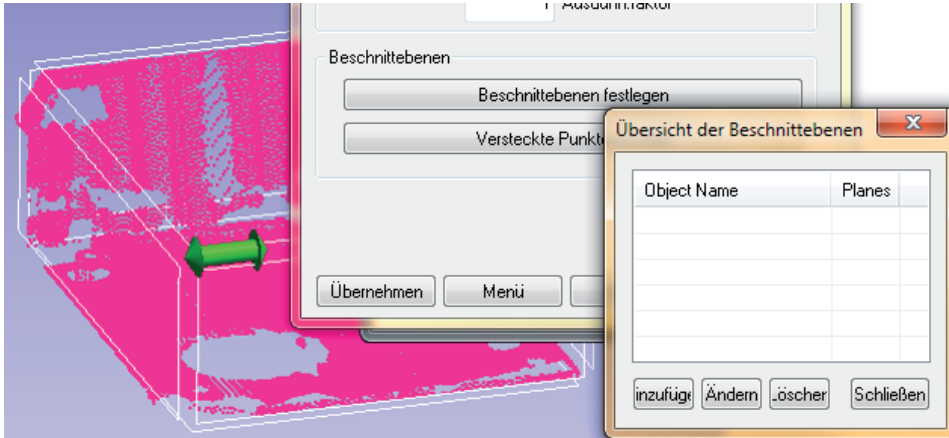 1 Ausdünn.faktor
Beschnittebenen
Beschnittebenen festlegen
Versteckte Punkt
Übernehmen
Menü
Übersicht der Beschnittebenen
Object Name
Planes
inzufüge
Ändern
Löscher
Schließen